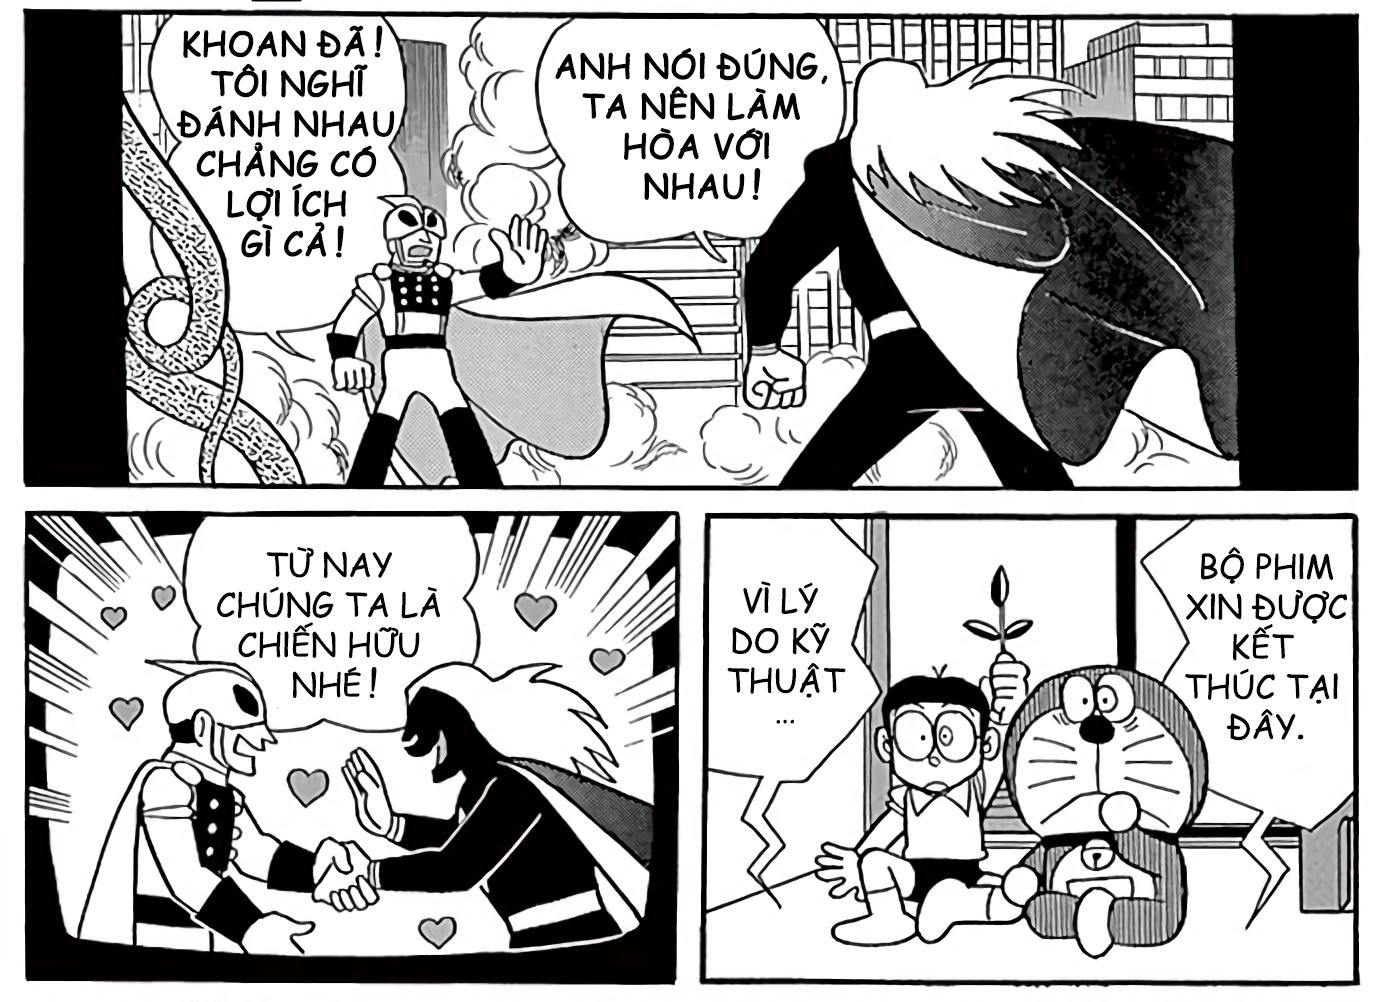 KHOAN ĐÃ!
TÔI NGHĨ
ĐÁNH NHAU
CHẲNG CÓ
LỢI ÍCH
GÌ CẢ!
ANH NÓI ĐÚNG,
TA NÊN LÀM
HÒA VỚI
NHAU!
TỪ NAY
CHÚNG TA LÀ
CHIẾN HỮU
NHÉ!
VÌ LÝ
DO KỸ
THUẬT
...
BỘ PHIM
XIN ĐƯỢC
KẾT
THÚC TẠI
ĐÂY.